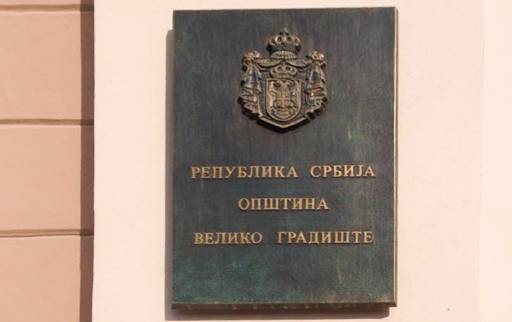 РЕПУБЛИКА СРБИЈА
ОПШТИНА
ВЕЛИКО ГРАДИШТЕ